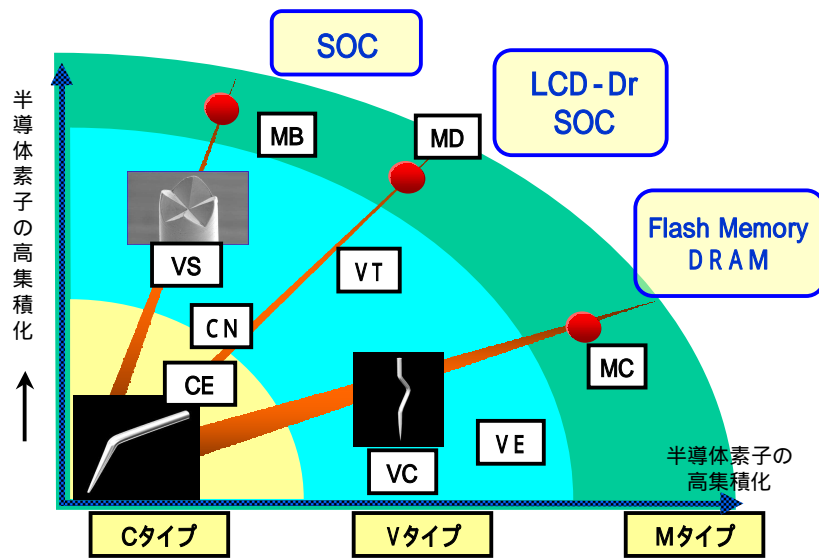 SOC
LCD-Dr
SOC
半導体素子の高集積化
MB
MD
Flash Memory
DRAM
VS
VT
CN
CE
MC
VE
VC
半導体素子の
高集積化
Cタイプ
Vタイプ
Mタイプ